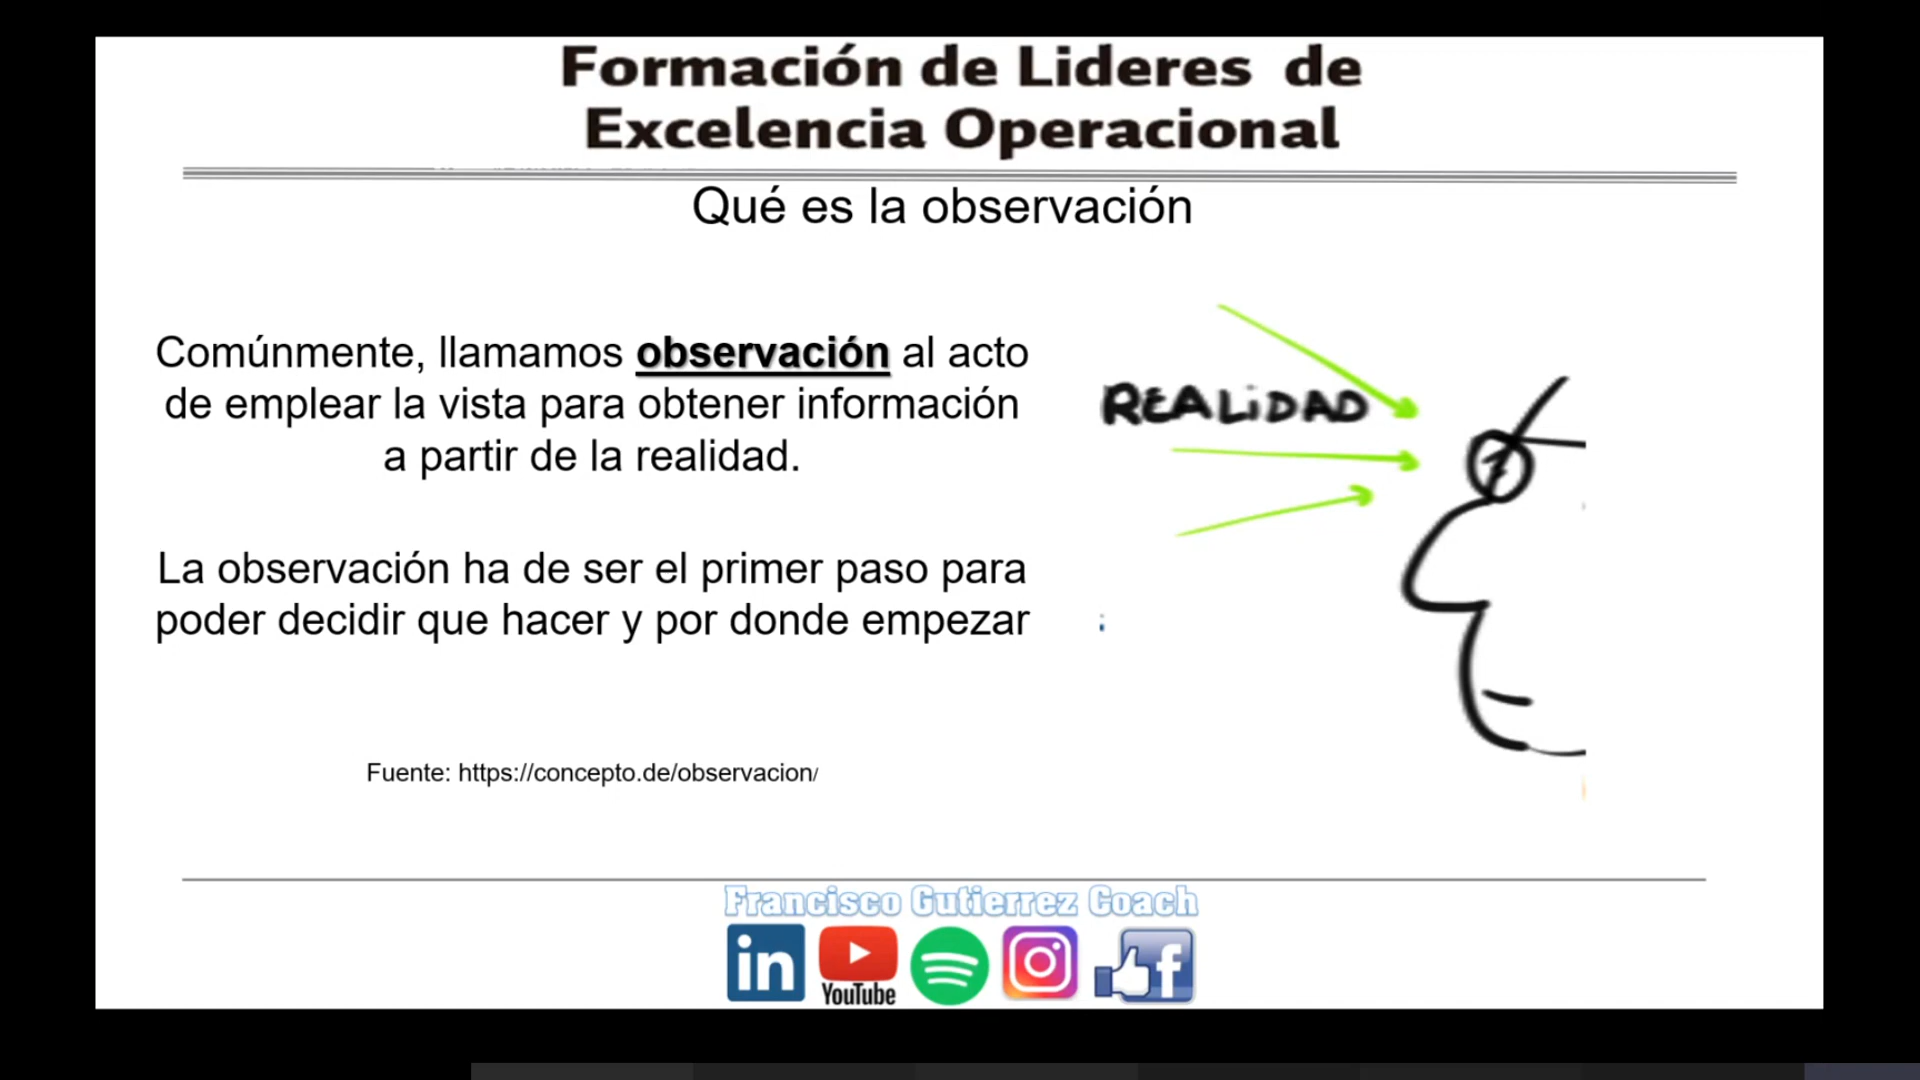 Formación de Lideres de
Excelencia Operacional
Qué es la observación
Comúnmente, llamamos observación al acto
de emplear la vista para obtener información
a partir de la realidad.
La observación ha de ser el primer paso para
poder decidir que hacer y por donde empezar
Fuente: https://concepto.de/observacion/
REALiDAD
Francisco Gutierrez Coach
in
YouTube
f